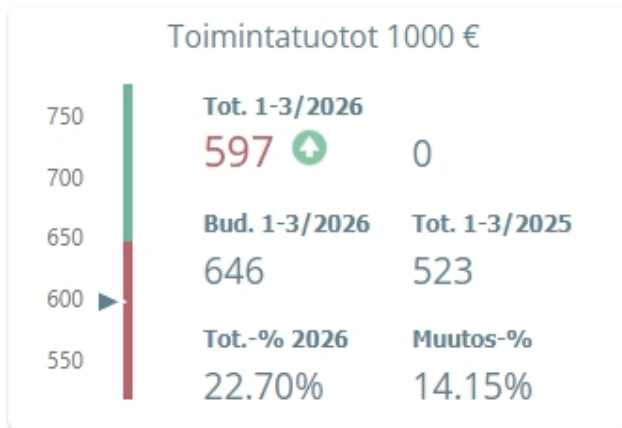 Toimintatuotot 1000 €
750
700
650
600
550
Tot. 1-3/2026
597 0
Bud. 1-3/2026 Tot. 1-3/2025
646 523
Tot.-% 2026 Muutos-%
22.70% 14.15%